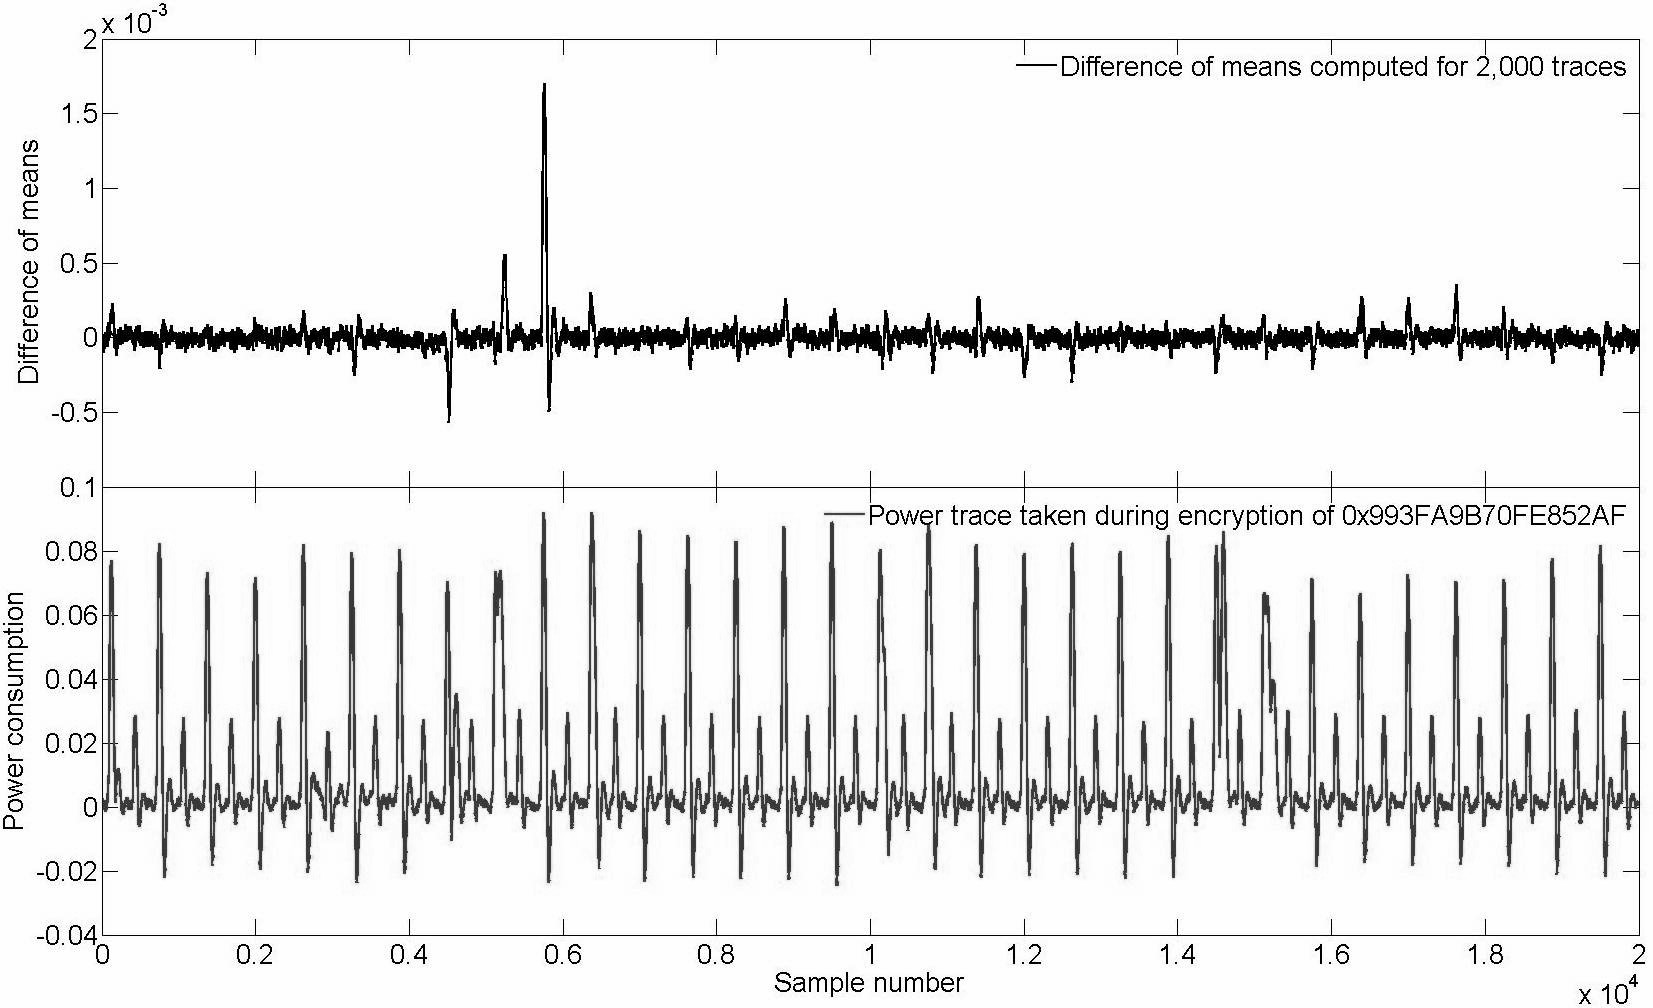 x 10-3
2
Difference of means computed for 2,000 traces
1.5
1
0.5
0
-0.5
Difference of means
0.1
Power trace taken during encryption of 0x993FA9B70FE852AF
0.08
0.06
0.04
0.02
0
-0.02
-0.04
Power consumption
0 0.2 0.4 0.6 0.8 1 1.2 1.4 1.6 1.8 2
Sample number
x 104